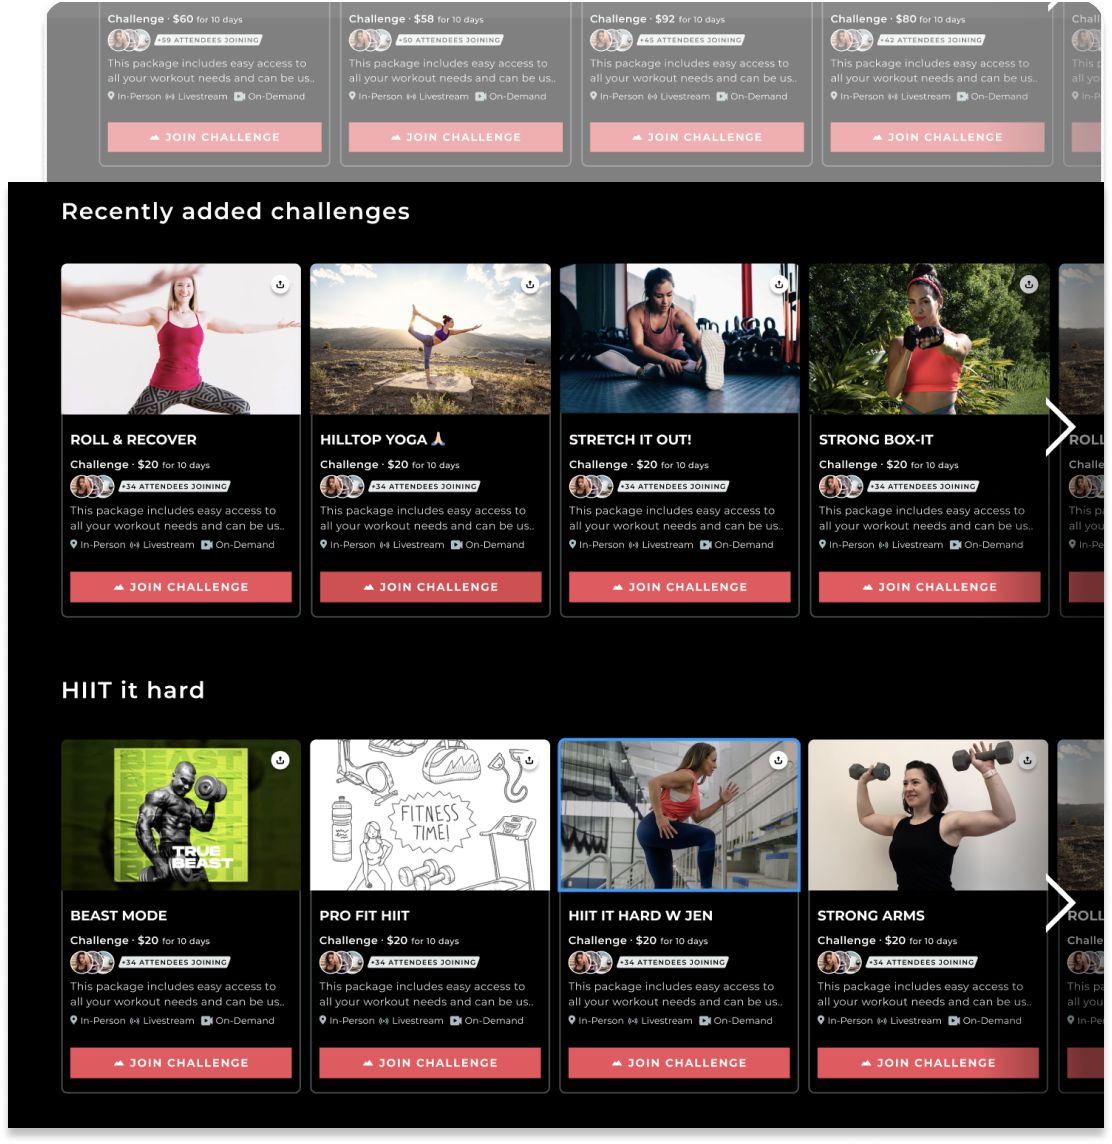 Challenge · $60 for 10 days
+59 ATTENDEES JOINING
This package includes easy access to
all your workout needs and can be us..
In-Person Livestream On-Demand
JOIN CHALLENGE
Challenge · $58 for 10 days
+50 ATTENDEES JOINING
This package includes easy access to
all your workout needs and can be us..
In-Person Livestream On-Demand
JOIN CHALLENGE
Challenge · $92 for 10 days
+45 ATTENDEES JOINING
This package includes easy access to
all your workout needs and can be us..
In-Person Livestream On-Demand
JOIN CHALLENGE
Challenge · $80 for 10 days
+42 ATTENDEES JOINING
This package includes easy access to
all your workout needs and can be us..
In-Person Livestream On-Demand
JOIN CHALLENGE
Recently added challenges
ROLL & RECOVER
Challenge · $20 for 10 days
+34 ATTENDEES JOINING
This package includes easy access to
all your workout needs and can be us..
In-Person Livestream On-Demand
JOIN CHALLENGE
HILLTOP YOGA 🙏🏻
Challenge · $20 for 10 days
+34 ATTENDEES JOINING
This package includes easy access to
all your workout needs and can be us..
In-Person Livestream On-Demand
JOIN CHALLENGE
STRETCH IT OUT!
Challenge · $20 for 10 days
+34 ATTENDEES JOINING
This package includes easy access to
all your workout needs and can be us..
In-Person Livestream On-Demand
JOIN CHALLENGE
STRONG BOX-IT
Challenge · $20 for 10 days
+34 ATTENDEES JOINING
This package includes easy access to
all your workout needs and can be us..
In-Person Livestream On-Demand
JOIN CHALLENGE
ROLL
HIIT it hard
BEAST
TRUE
BEAST
BEAST MODE
Challenge · $20 for 10 days
+34 ATTENDEES JOINING
This package includes easy access to
all your workout needs and can be us..
In-Person Livestream On-Demand
JOIN CHALLENGE
FITNESS
TIME!
PRO FIT HIIT
Challenge · $20 for 10 days
+34 ATTENDEES JOINING
This package includes easy access to
all your workout needs and can be us..
In-Person Livestream On-Demand
JOIN CHALLENGE
HIIT IT HARD W JEN
Challenge · $20 for 10 days
+34 ATTENDEES JOINING
This package includes easy access to
all your workout needs and can be us..
In-Person Livestream On-Demand
JOIN CHALLENGE
STRONG ARMS
Challenge · $20 for 10 days
+34 ATTENDEES JOINING
This package includes easy access to
all your workout needs and can be us..
In-Person Livestream On-Demand
JOIN CHALLENGE
ROLL